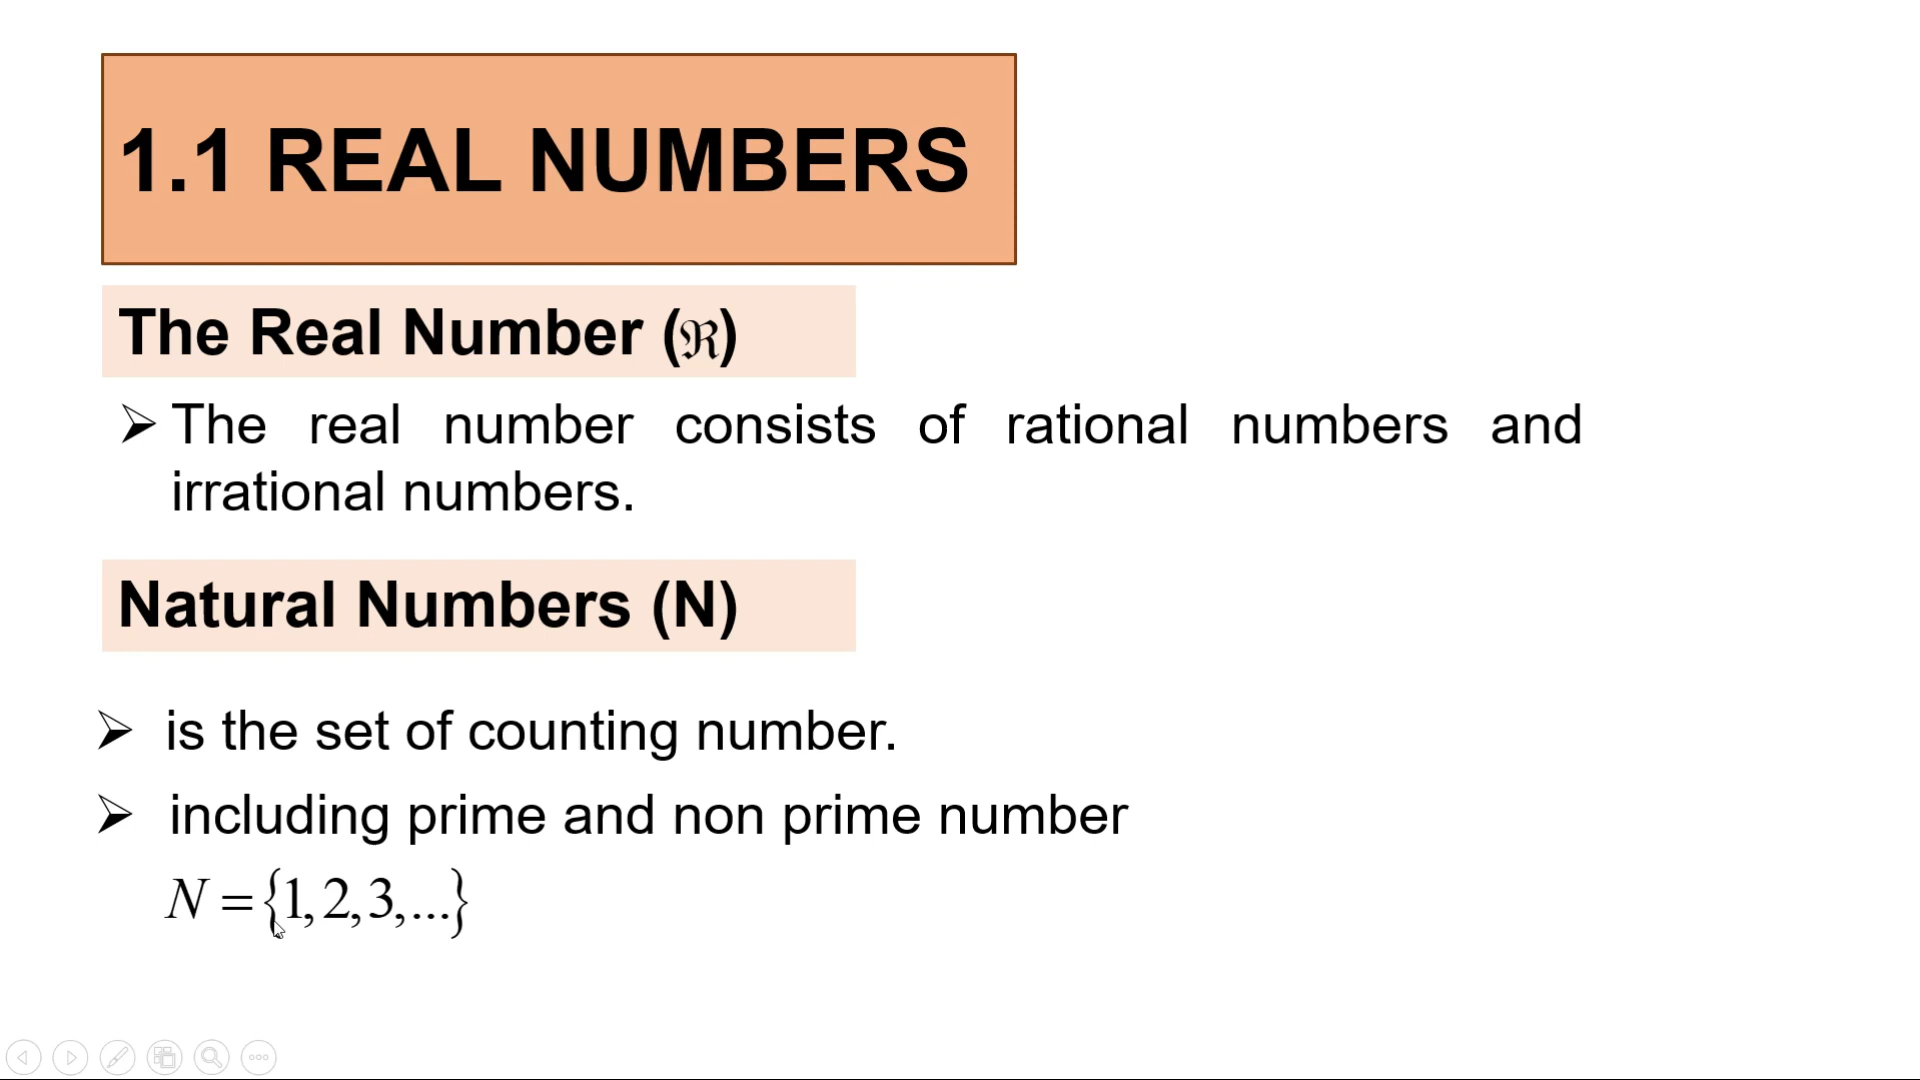 1.1 REAL NUMBERS
The Real Number (ℜ)
➢ The real number consists of rational numbers and
irrational numbers.
Natural Numbers (N)
➢ is the set of counting number.
➢ including prime and non prime number
N = {1, 2, 3, ...}